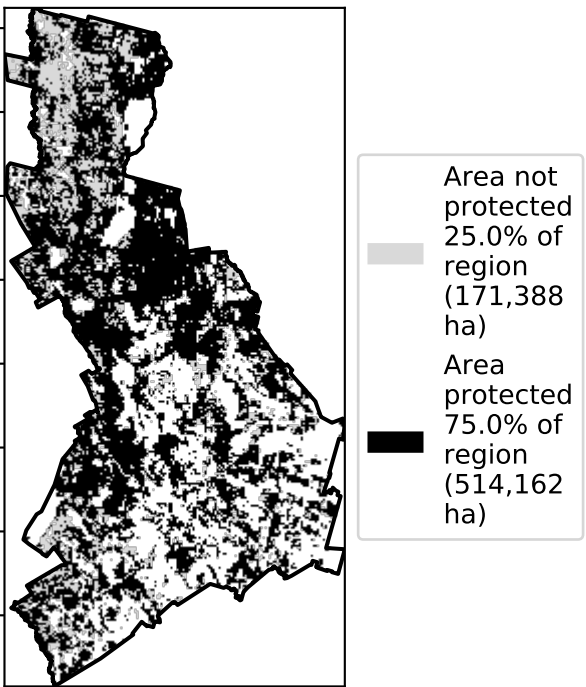 Area not
protected
25.0% of
region
(171,388
ha)
Area
protected
75.0% of
region
(514,162
ha)